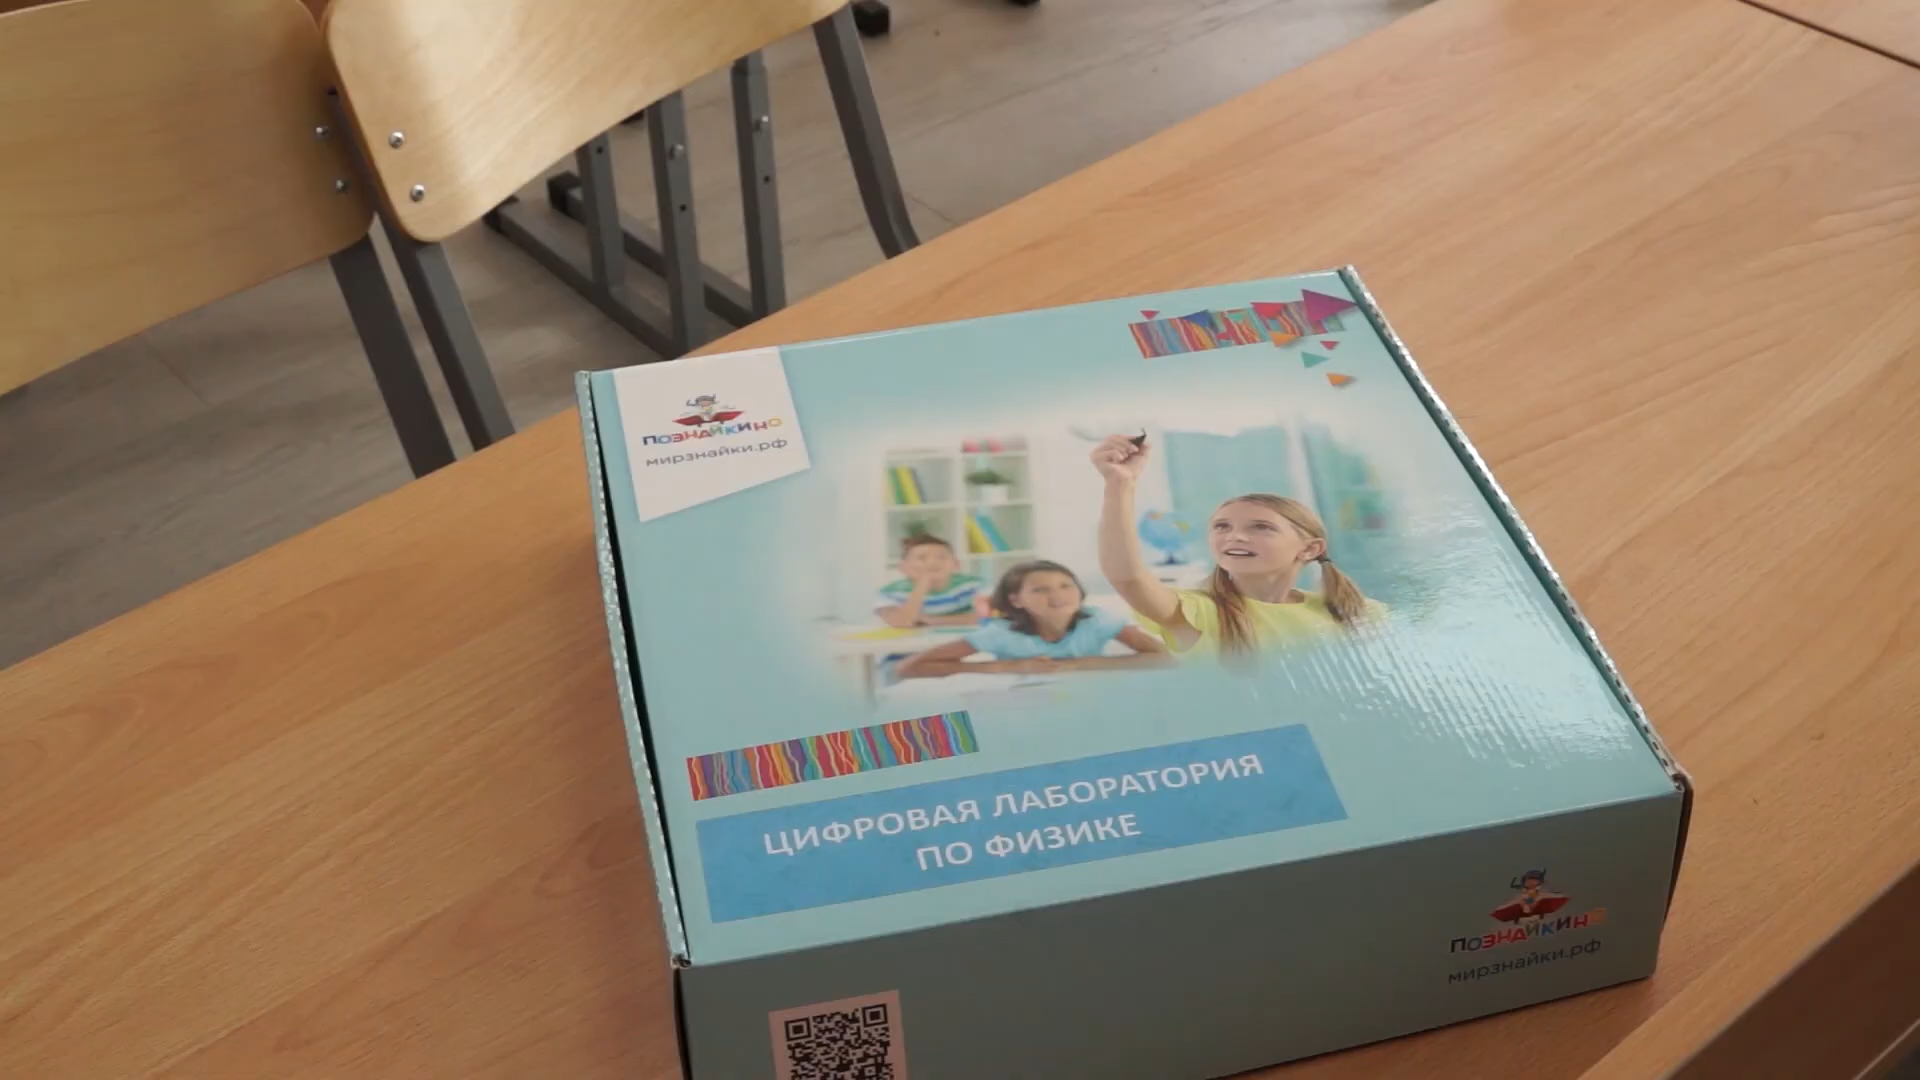 ПОЗНАЙКИНО
мирзнайки.рф
ЦИФРОВАЯ ЛАБОРАТОРИЯ
ПО ФИЗИКЕ
ПОЗНАЙКИНО
мирзнайки.рф